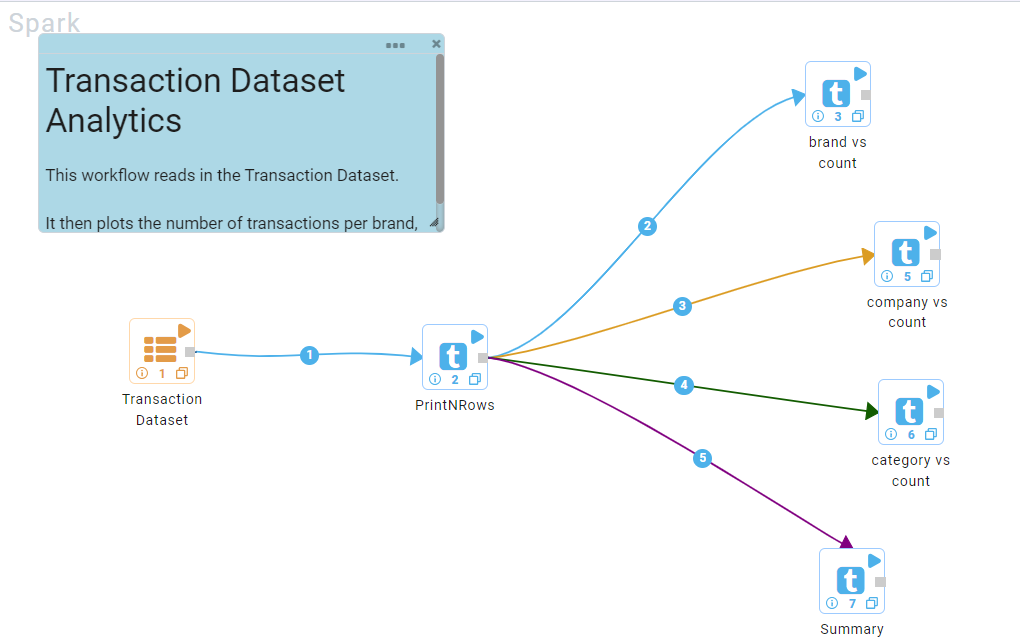 Spark
Transaction Dataset
Analytics
This workflow reads in the Transaction Dataset.
It then plots the number of transactions per brand,
t
3
brand vs
count
2
t
5
company vs
count
3
1
Transaction
Dataset
1
t
2
PrintNRows
4
t
6
category vs
count
5
t
7
Summary